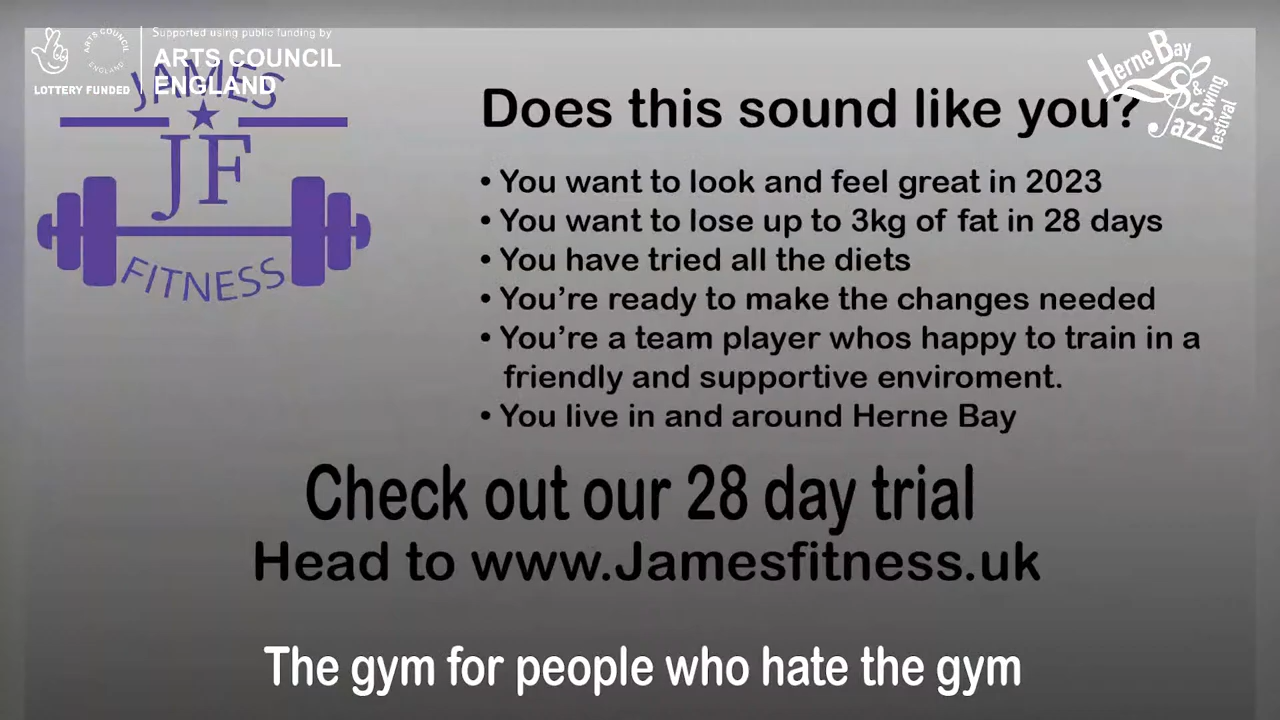 Supported using public funding by
ARTS COUNCIL
ENGLAND
LOTTERY FUNDED
ARTS COUNCIL
ENGLAND
Herne Bay
Jazz & Swing
festival
JAMES
JF
FITNESS
Does this sound like you?
• You want to look and feel great in 2023
• You want to lose up to 3kg of fat in 28 days
• You have tried all the diets
• You’re ready to make the changes needed
• You’re a team player whos happy to train in a
friendly and supportive enviroment.
• You live in and around Herne Bay
Check out our 28 day trial
Head to www.Jamesfitness.uk
The gym for people who hate the gym